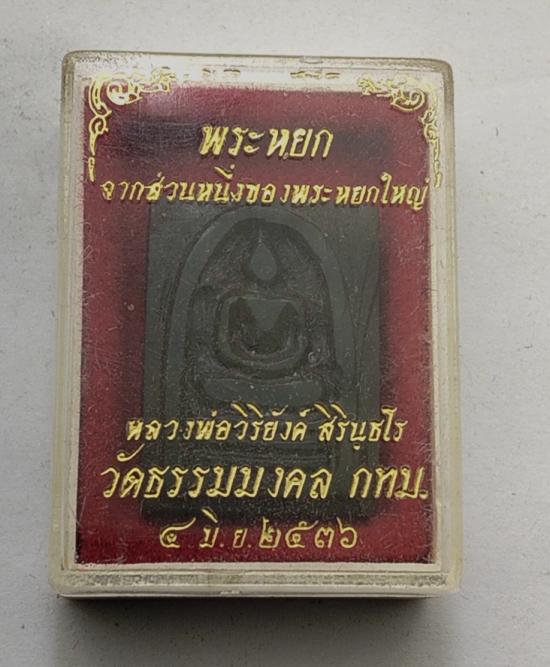 พระหยก
จากส่วนหนึ่งของพระหยกใหญ่
หลวงพ่อวิริยังค์ สิรินฺธโร
วัดธรรมมงคล กทม.
๔ มิ ย ๒๕๓๖